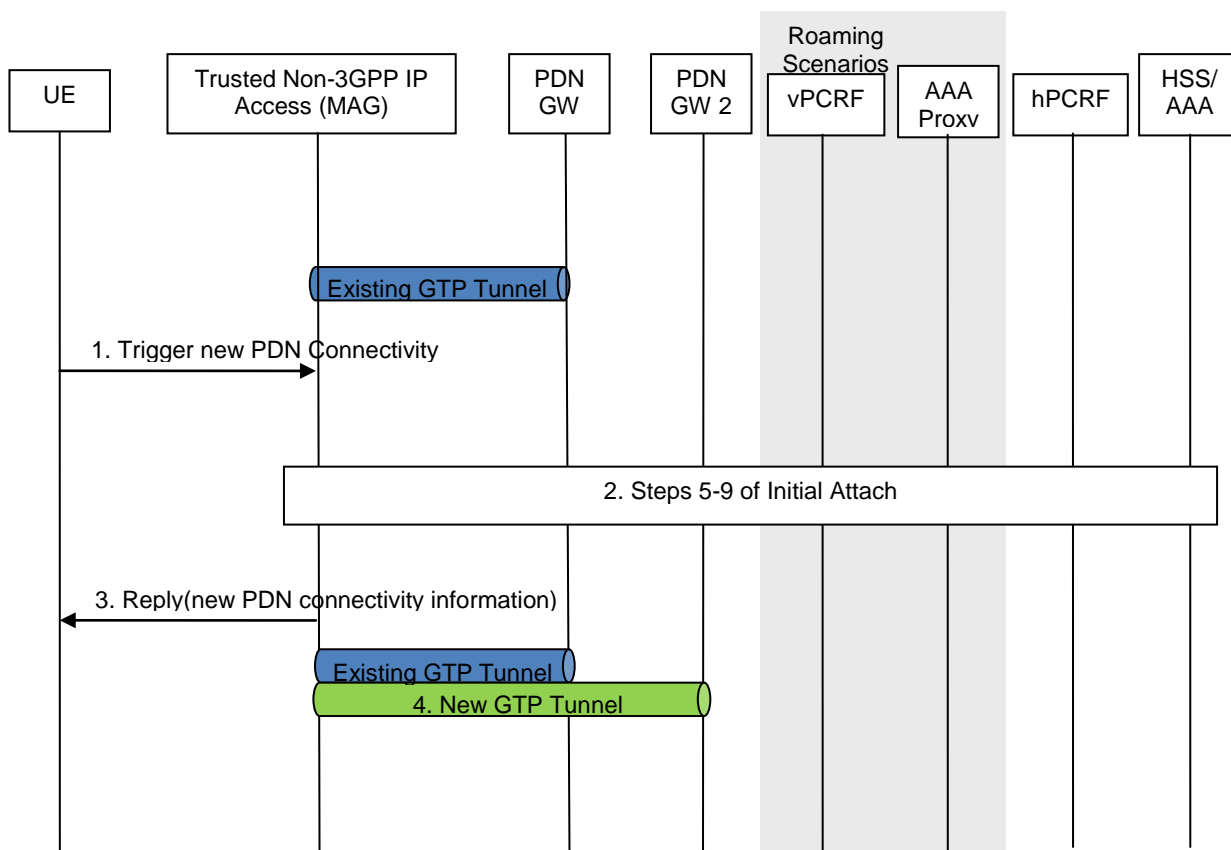 Roaming
Scenarios
UE
Trusted Non-3GPP IP
Access (MAG)
PDN
GW
PDN
GW 2
vPCRF
AAA
Proxy
hPCRF
HSS/
AAA
Existing GTP Tunnel
1. Trigger new PDN Connectivity
2. Steps 5-9 of Initial Attach
3. Reply(new PDN connectivity information)
Existing GTP Tunnel
4. New GTP Tunnel